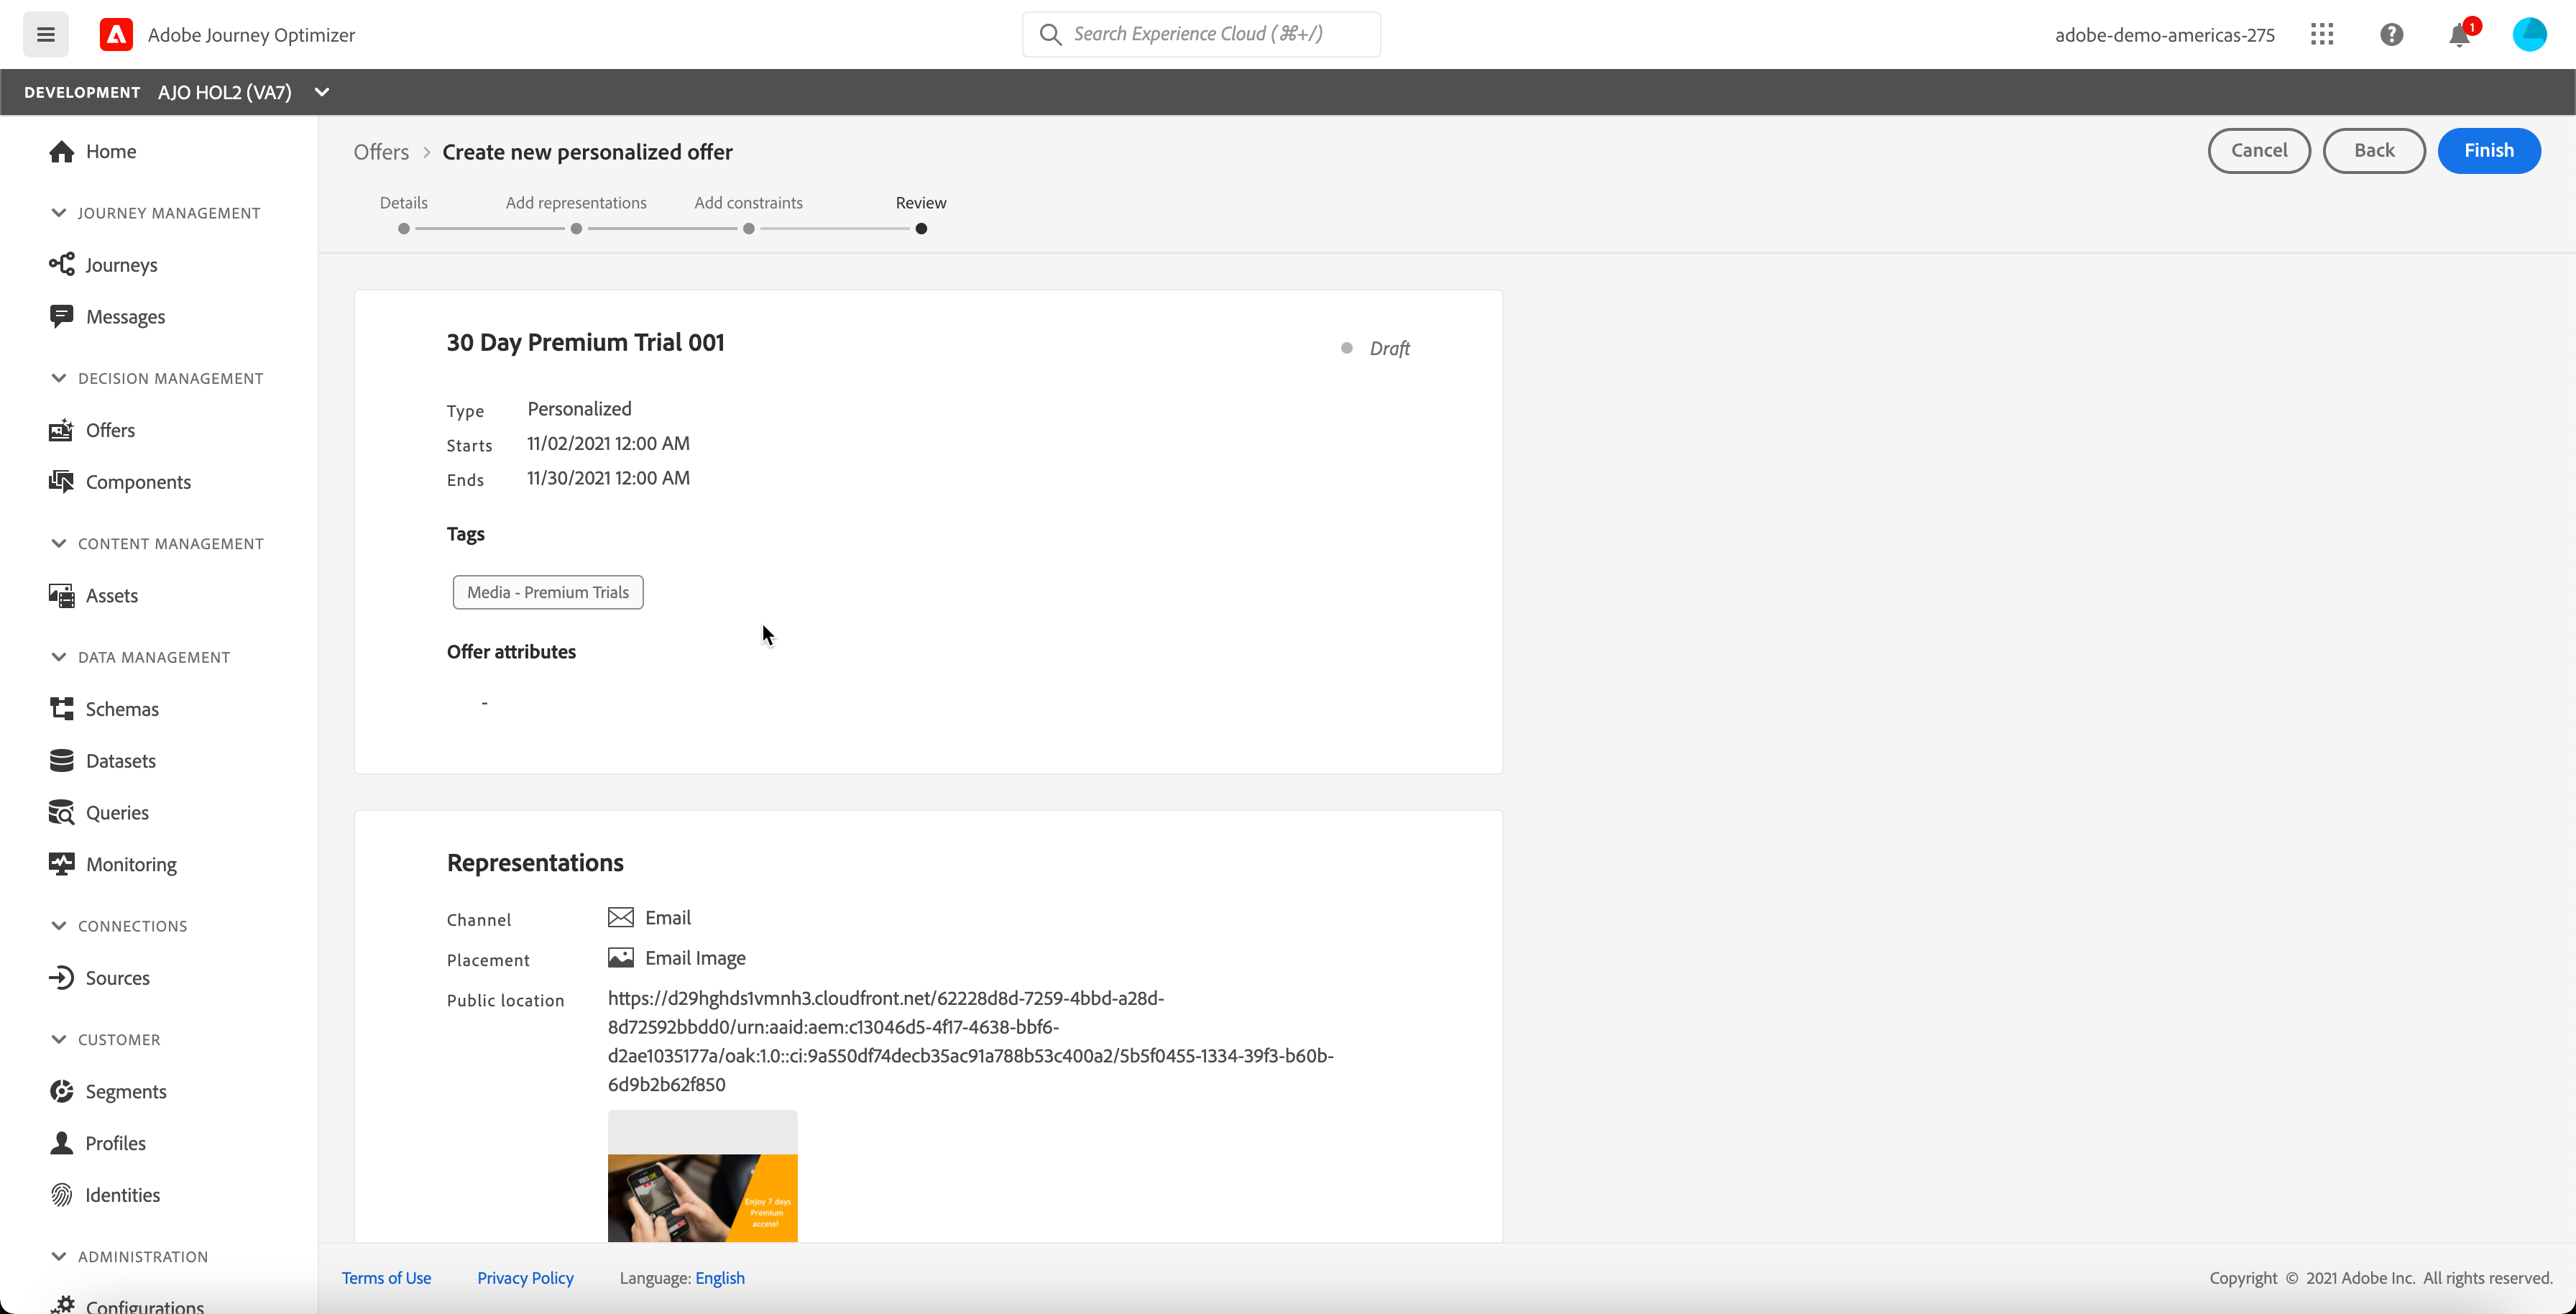 Adobe Journey Optimizer
Search Experience Cloud (⌘+/)
adobe-demo-americas-275
1
DEVELOPMENT AJO HOL2 (VA7)
Home
JOURNEY MANAGEMENT
Journeys
Messages
DECISION MANAGEMENT
Offers
Components
CONTENT MANAGEMENT
Assets
DATA MANAGEMENT
Schemas
Datasets
Queries
Monitoring
CONNECTIONS
Sources
CUSTOMER
Segments
Profiles
Identities
ADMINISTRATION
Configurations
Offers > Create new personalized offer
Cancel
Back
Finish
Details
Add representations
Add constraints
Review
30 Day Premium Trial 001
Draft
Type Personalized
Starts 11/02/2021 12:00 AM
Ends 11/30/2021 12:00 AM
Tags
Media - Premium Trials
Offer attributes
-
Representations
Channel Email
Placement Email Image
Public location https://d29hghds1vmnh3.cloudfront.net/62228d8d-7259-4bbd-a28d-
8d72592bbdd0/urn:aaid:aem:c13046d5-4f17-4638-bbf6-
d2ae1035177a/oak:1.0::ci:9a550df74decb35ac91a788b53c400a2/5b5f0455-1334-39f3-b60b-
6d9b2b62f850
Enjoy 7 days
Premium
access!
Terms of Use
Privacy Policy
Language: English
Copyright © 2021 Adobe Inc. All rights reserved.